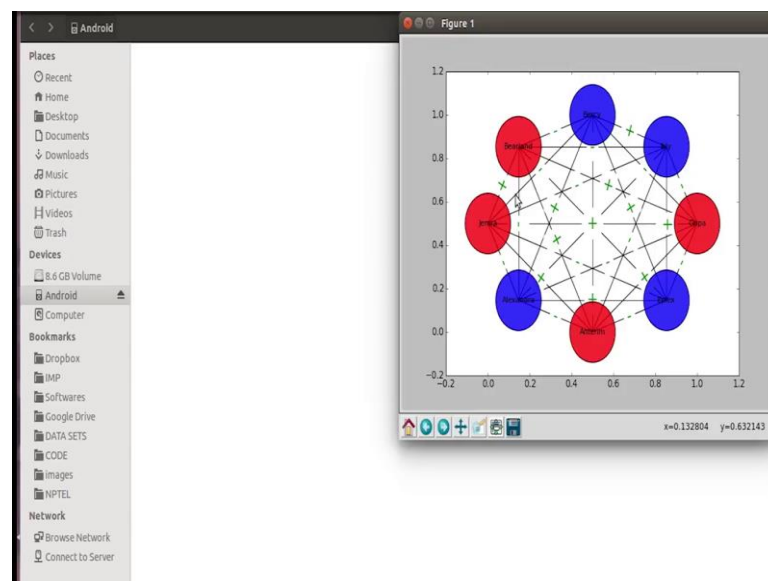 Android
Places
Recent
Home
Desktop
Documents
Downloads
Music
Pictures
Videos
Trash
Devices
8.6 GB Volume
Android
Computer
Bookmarks
Dropbox
IMP
Softwares
Google Drive
DATA SETS
CODE
images
NPTEL
Network
Browse Network
Connect to Server
Figure 1
1.2
1.0
0.8
0.6
0.4
0.2
0.0
−0.2
−0.2 0.0 0.2 0.4 0.6 0.8 1.0 1.2
x=0.132804 y=0.632143